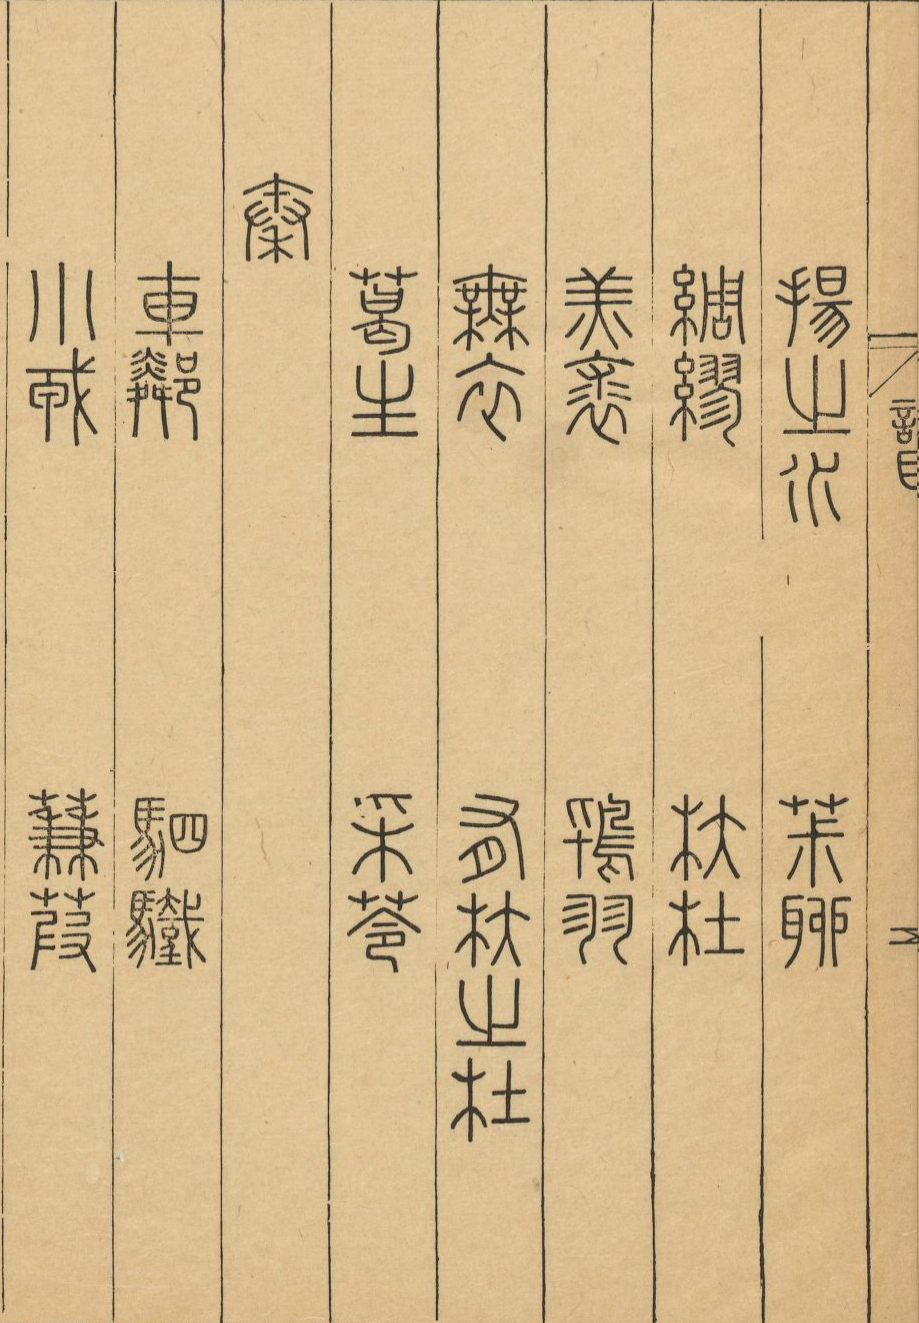 揚之水 茮聊
綢繆 杕杜
羔裘 鴇羽
無衣 有杕之杜
葛生 采苓
秦
車鄰 駟驖
小戎 蒹葭